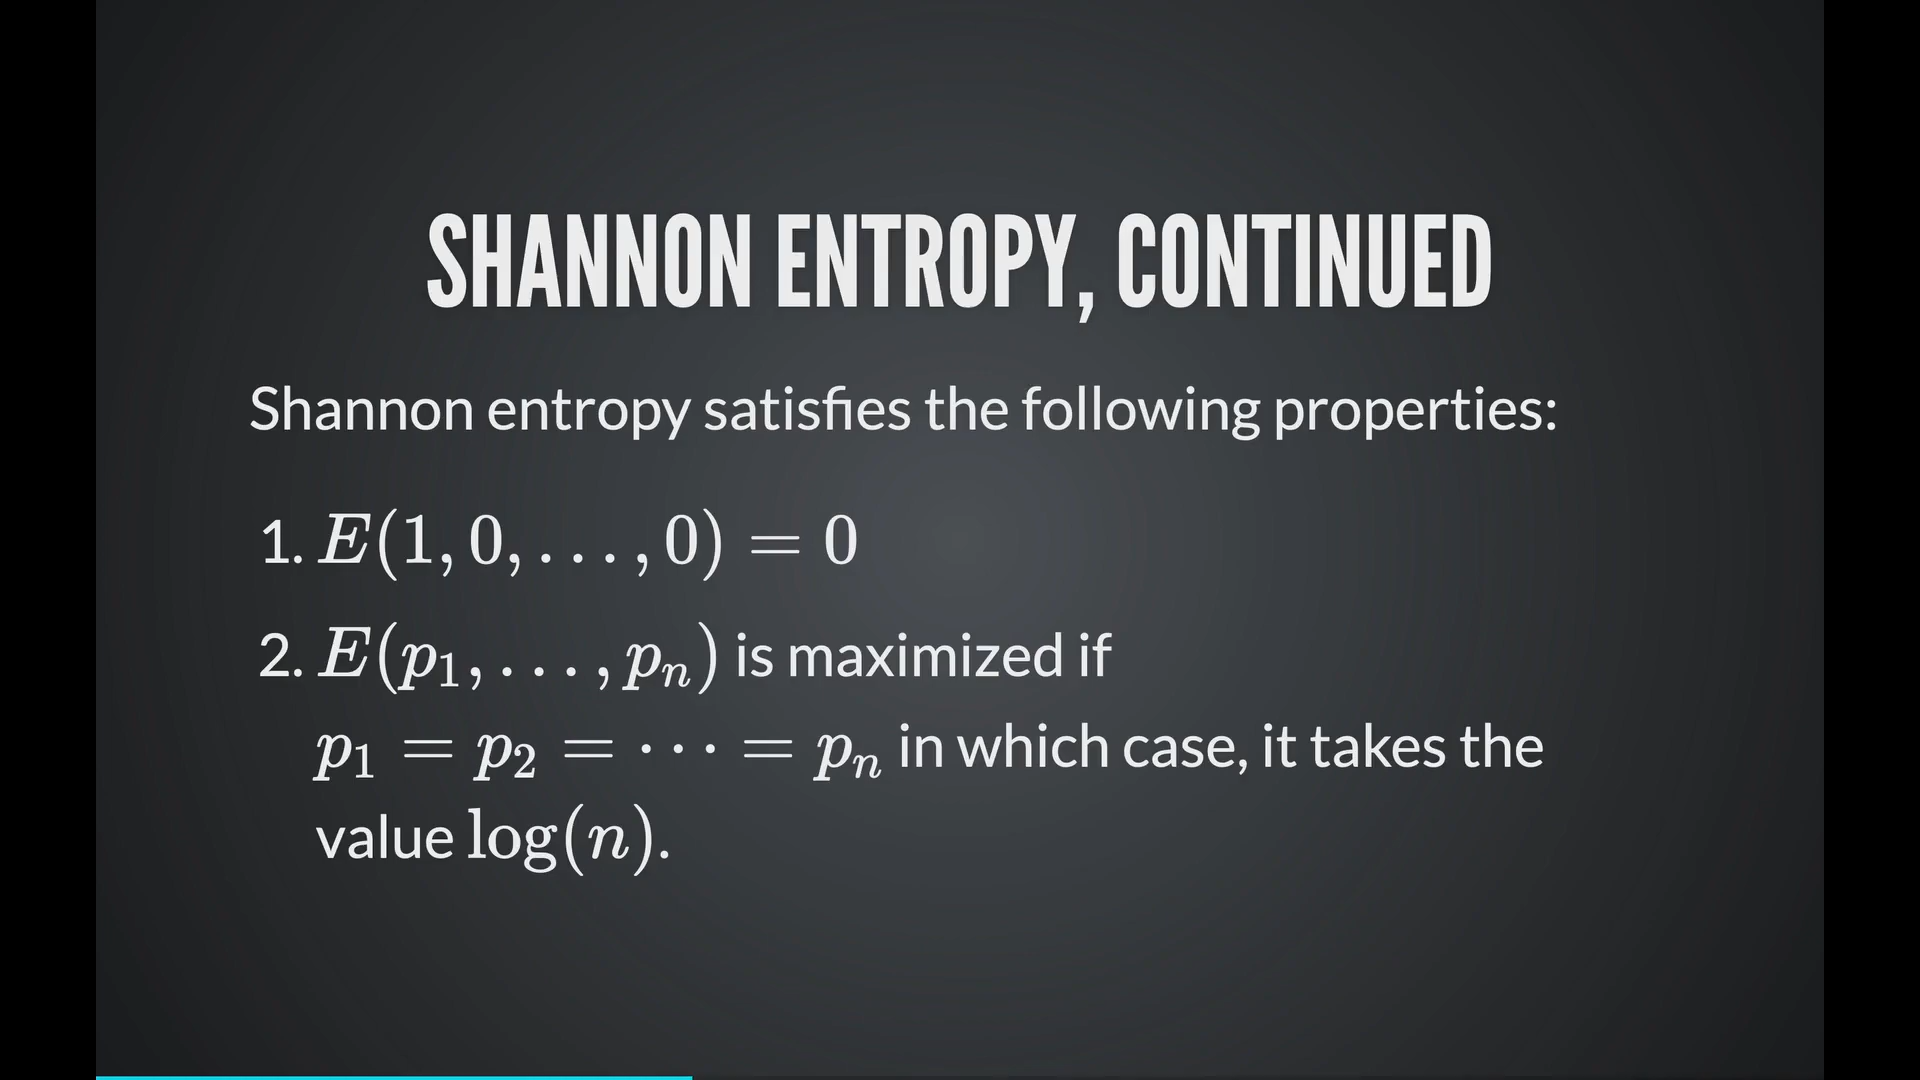 SHANNON ENTROPY, CONTINUED
Shannon entropy satisfies the following properties:
1. E(1, 0, . . . , 0) = 0
2. E(p₁, . . . , pₙ) is maximized if
p₁ = p₂ = ⋯ = pₙ in which case, it takes the
value log(n).